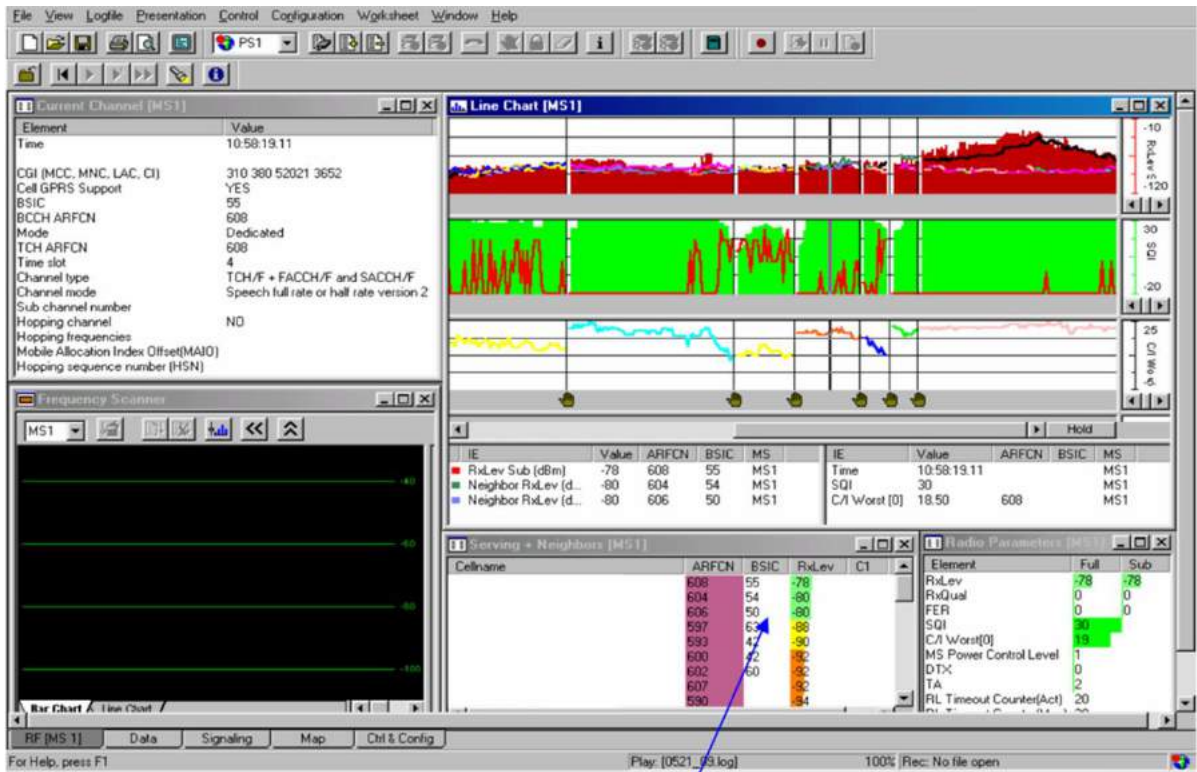 File View Logfile Presentation Control Configuration Worksheet Window Help
PS1
Current Channel [MS1]
Element Value
Time 10:58:19.11
CGI (MCC, MNC, LAC, CI) 310 380 52021 3652
Cell GPRS Support YES
BSIC 55
BCCH ARFCN 608
Mode Dedicated
TCH ARFCN 608
Time slot 4
Channel type TCH/F + FACCH/F and SACCH/F
Channel mode Speech full rate or half rate version 2
Sub channel number
Hopping channel NO
Hopping frequencies
Mobile Allocation Index Offset(MAIO)
Hopping sequence number (HSN)
Line Chart [MS1]
-10
RxLev S
-120
30
SQI
-20
25
C/I Wo
-5
Hold
IE Value ARFCN BSIC MS
RxLev Sub (dBm) -78 608 55 MS1
Neighbor RxLev (d... -80 604 54 MS1
Neighbor RxLev (d... -80 606 50 MS1
IE Value ARFCN BSIC MS
Time 10:58:19.11 MS1
SQI 30 MS1
C/I Worst [0] 18.50 608 MS1
Frequency Scanner
MS1
-40
-60
-80
-100
Bar Chart Line Chart
Serving + Neighbors [MS1]
Cellname ARFCN BSIC RxLev C1
608 55 -78
604 54 -80
606 50 -80
597 63 -88
593 42 -90
600 42 -92
602 60 -92
607 -92
590 -94
Radio Parameters [MS1]
Element Full Sub
RxLev -78 -78
RxQual 0 0
FER 0 0
SQI 30
C/I Worst[0] 19
MS Power Control Level 1
DTX 0
TA 2
RL Timeout Counter(Act) 20
RF [MS 1] Data Signaling Map Ctrl & Config
For Help, press F1 Play: [0521_09.log] 100% Rec: No file open